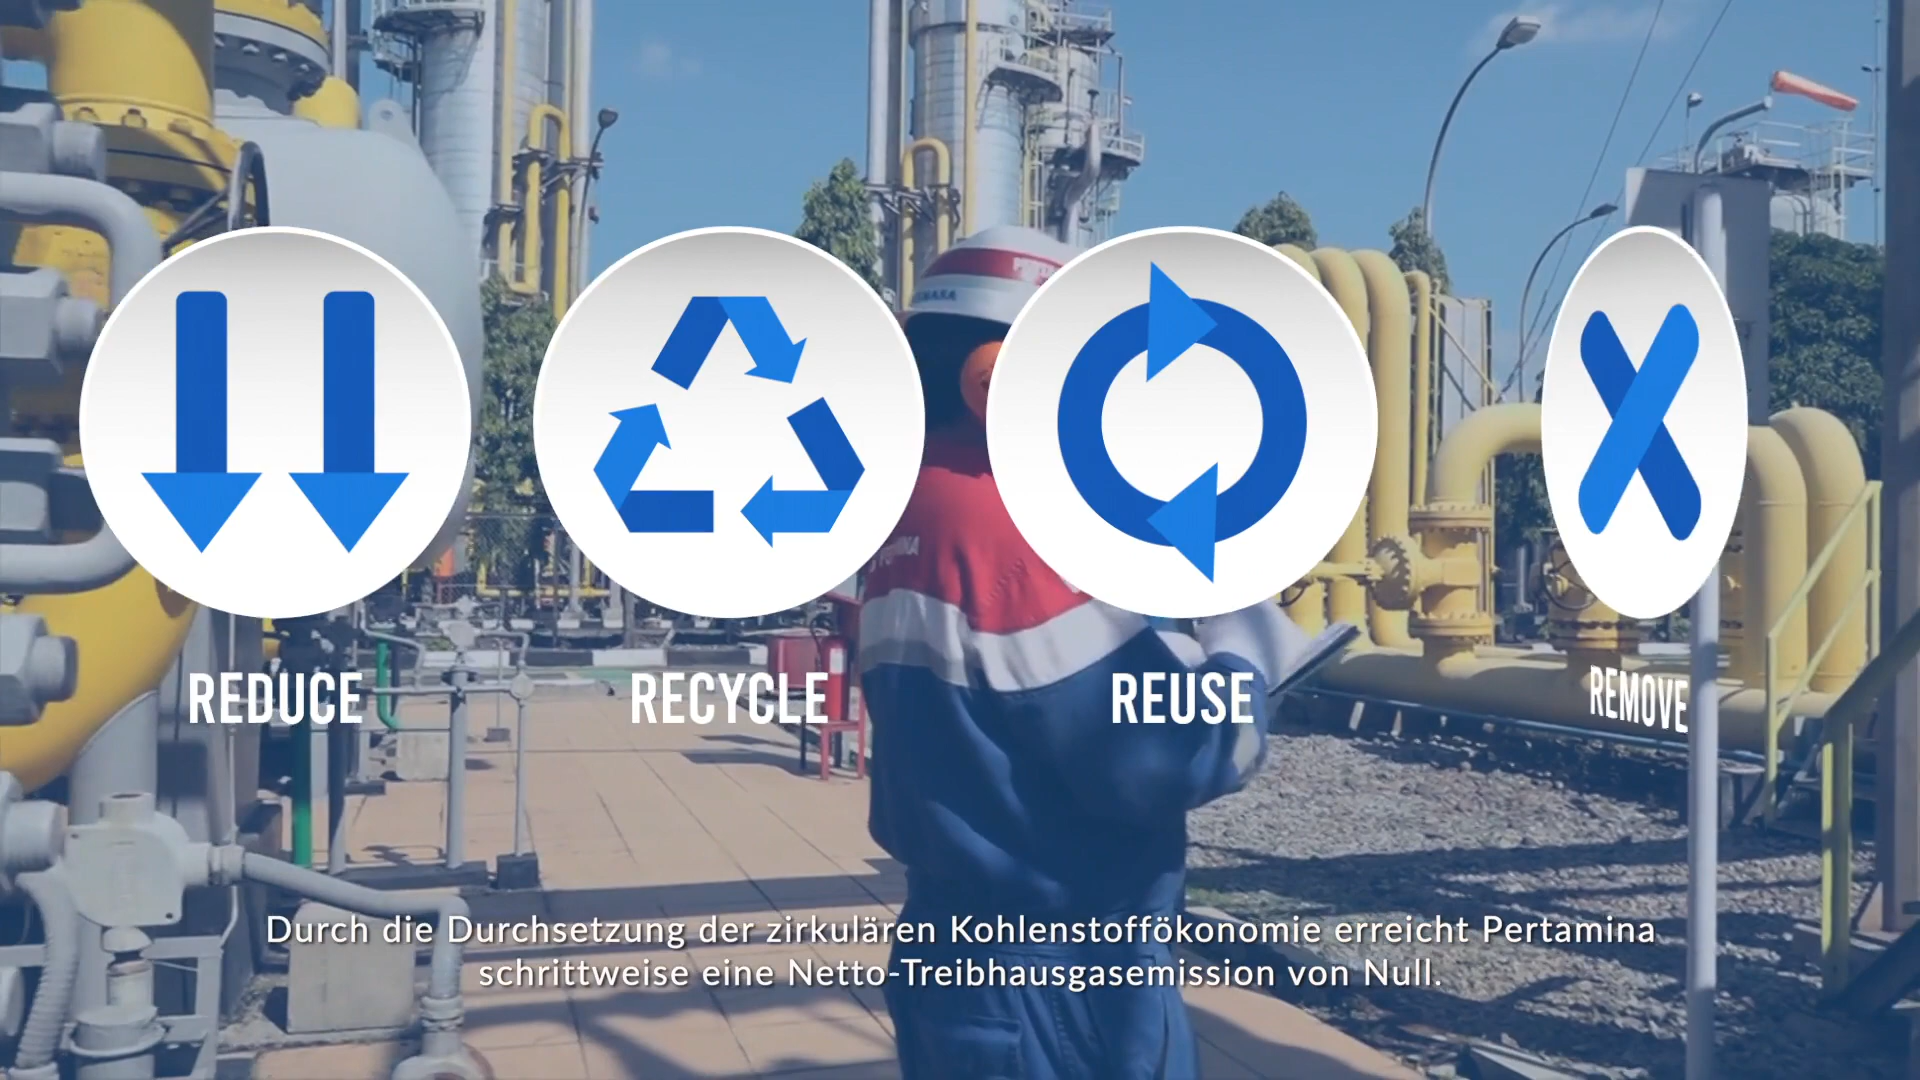 REDUCE
RECYCLE
REUSE
REMOVE
Durch die Durchsetzung der zirkulären Kohlenstoffökonomie erreicht Pertamina
schrittweise eine Netto-Treibhausgasemission von Null.